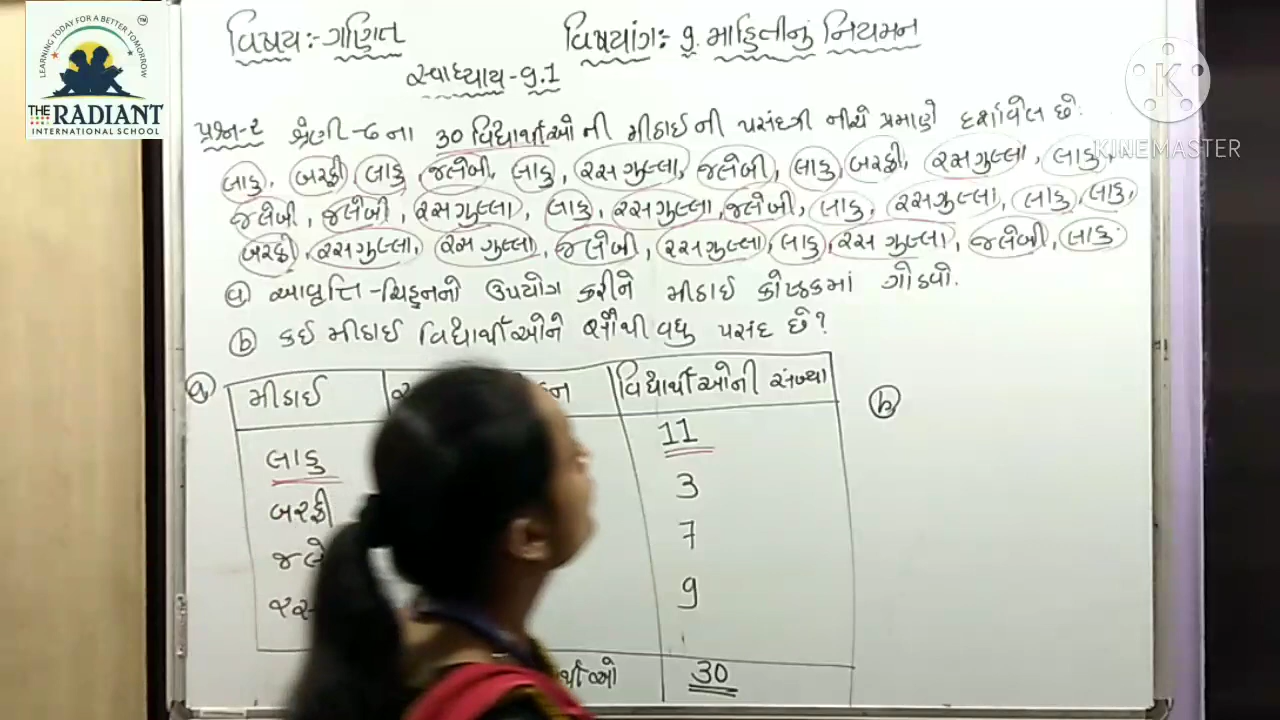 LEARNING TODAY FOR A BETTER TOMORROW
TM
THE RADIANT
INTERNATIONAL SCHOOL
K
KINEMASTER
વિષય:- ગણિત
વિષયાંગ: 9. માહિતીનું નિયમન
સ્વાધ્યાય-9.1
પ્રશ્ન-2 શ્રેણી-૮ ના 30 વિદ્યાર્થીઓની મીઠાઈની પસંદગી નીચે પ્રમાણે દર્શાવેલ છે:
લાડુ, બરફી, લાડુ, જલેબી, લાડુ, રસગુલ્લા, જલેબી, લાડુ, બરફી, રસગુલ્લા, લાડુ,
જલેબી, જલેબી, રસગુલ્લા, લાડુ, રસગુલ્લા, જલેબી, લાડુ, રસગુલ્લા, લાડુ, લાડુ,
બરફી, રસગુલ્લા, રસગુલ્લા, જલેબી, રસગુલ્લા, લાડુ, રસગુલ્લા, જલેબી, લાડુ
a આવૃત્તિ-ચિહ્નનો ઉપયોગ કરીને મીઠાઈ કોષ્ટકમાં ગોઠવો.
b કઈ મીઠાઈ વિદ્યાર્થીઓને સૌથી વધુ પસંદ છે?
a મીઠાઈ વિદ્યાર્થીઓની સંખ્યા b
લાડુ 11
બરફી 3
7
9
30